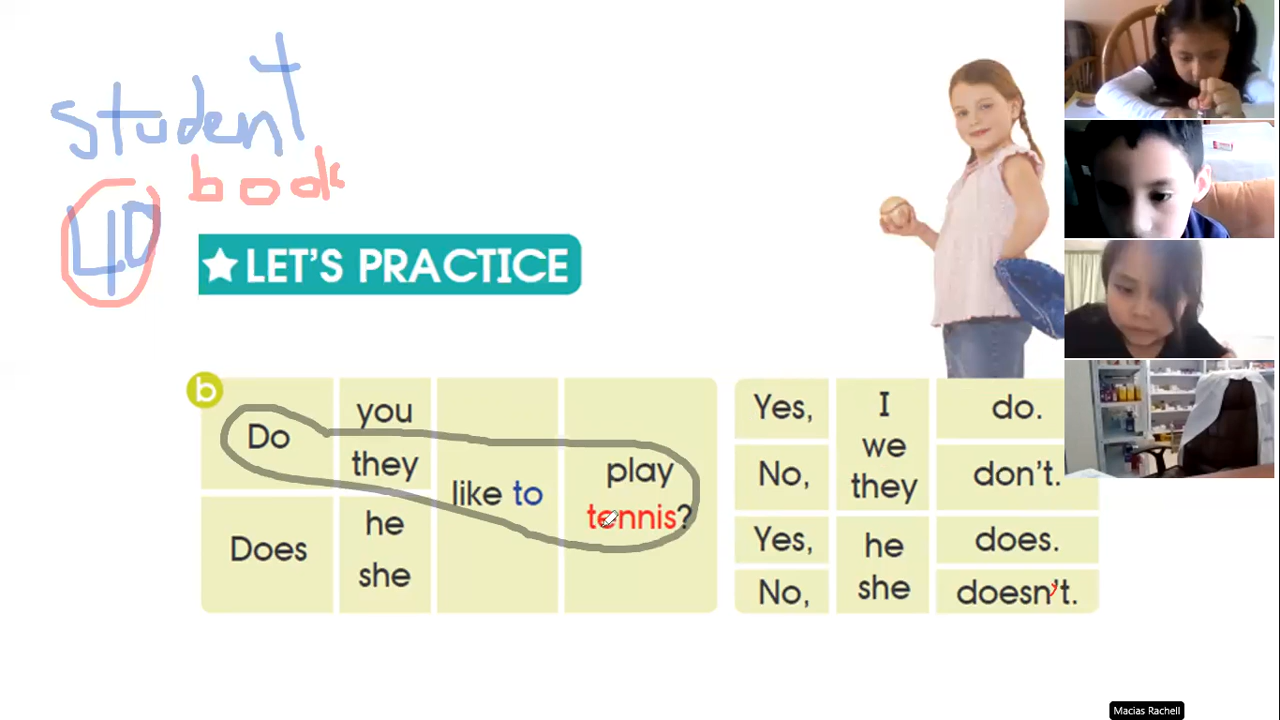 student
book
40
LET'S PRACTICE
b
Do
you
they
like to
play
tennis?
Does
he
she
Yes,
No,
I
we
they
do.
don't.
Yes,
No,
he
she
does.
doesn't.
Macias Rachell